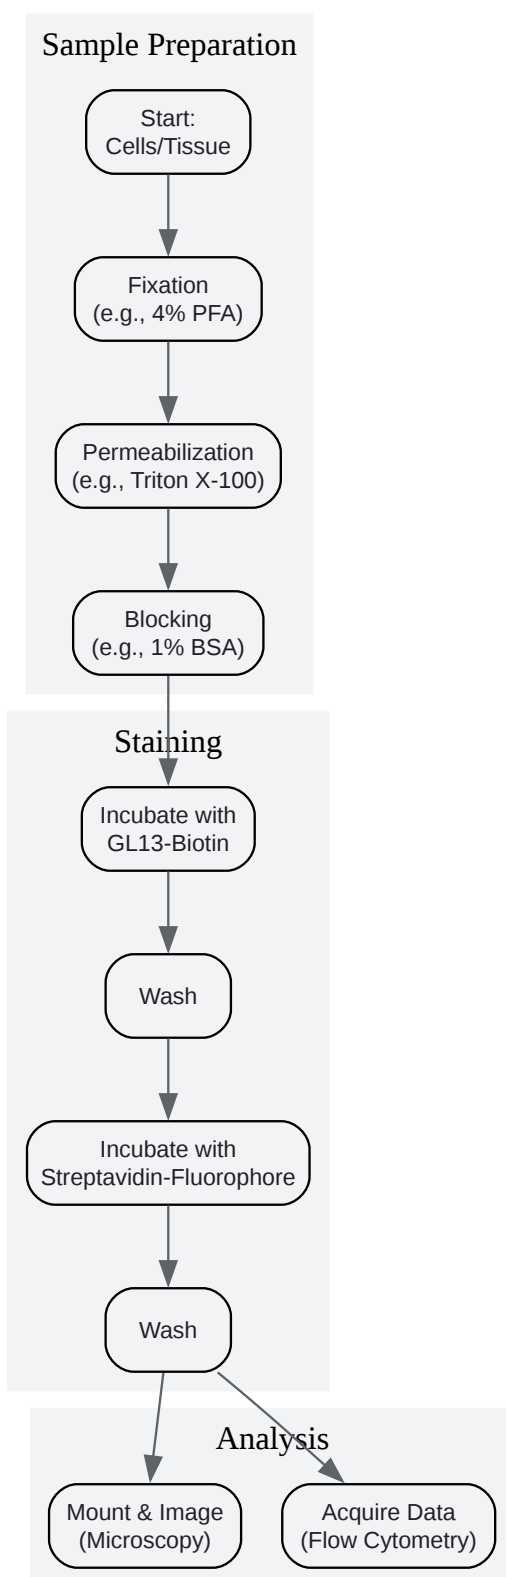 Sample Preparation
Start:
Cells/Tissue
Fixation
(e.g., 4% PFA)
Permeabilization
(e.g., Triton X-100)
Blocking
(e.g., 1% BSA)
Staining
Incubate with
GL13-Biotin
Wash
Incubate with
Streptavidin-Fluorophore
Wash
Analysis
Mount & Image
(Microscopy)
Acquire Data
(Flow Cytometry)